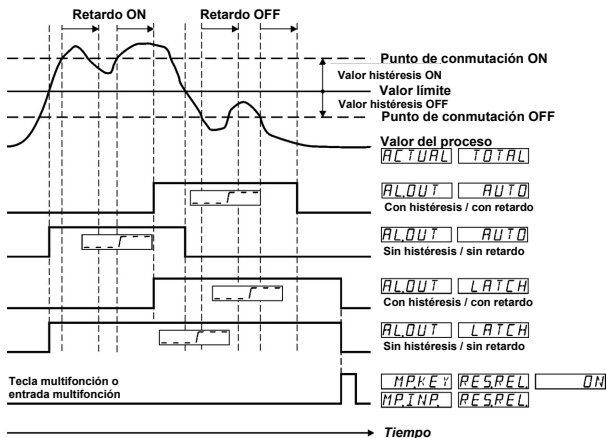 Retardo ON Retardo OFF
Punto de conmutación ON
Valor histéresis ON
Valor límite
Valor histéresis OFF
Punto de conmutación OFF
Valor del proceso
ACTUAL TOTAL
AL.OUT AUTO
Con histéresis / con retardo
AL.OUT AUTO
Sin histéresis / sin retardo
AL.OUT LATCH
Con histéresis / con retardo
AL.OUT LATCH
Sin histéresis / sin retardo
Tecla multifonción o
entrada multifonción
MP.KEY RES.REL. ON
MP.INP. RES.REL.
Tiempo